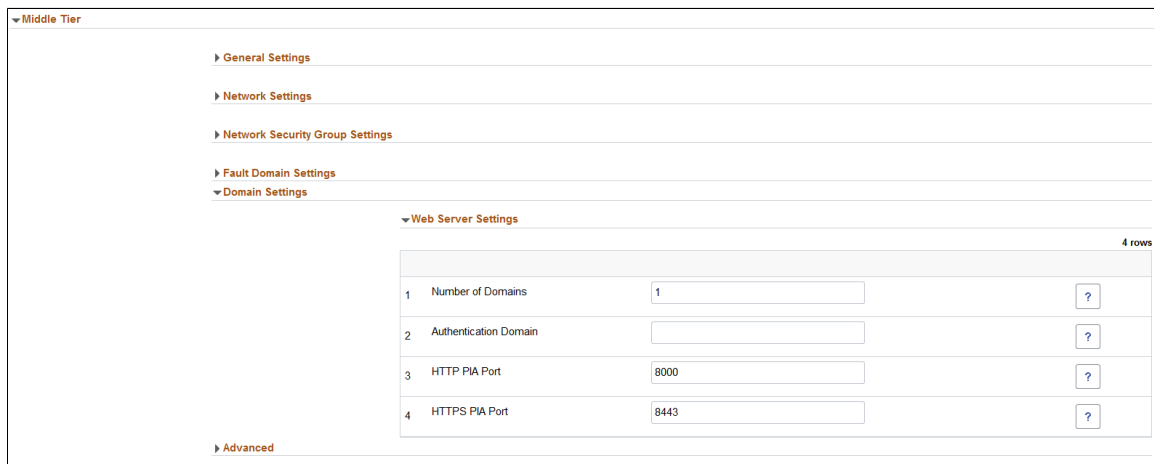 Middle Tier
General Settings
Network Settings
Network Security Group Settings
Fault Domain Settings
Domain Settings
Web Server Settings
4 rows
1 Number of Domains 1 ?
2 Authentication Domain ?
3 HTTP PIA Port 8000 ?
4 HTTPS PIA Port 8443 ?
Advanced